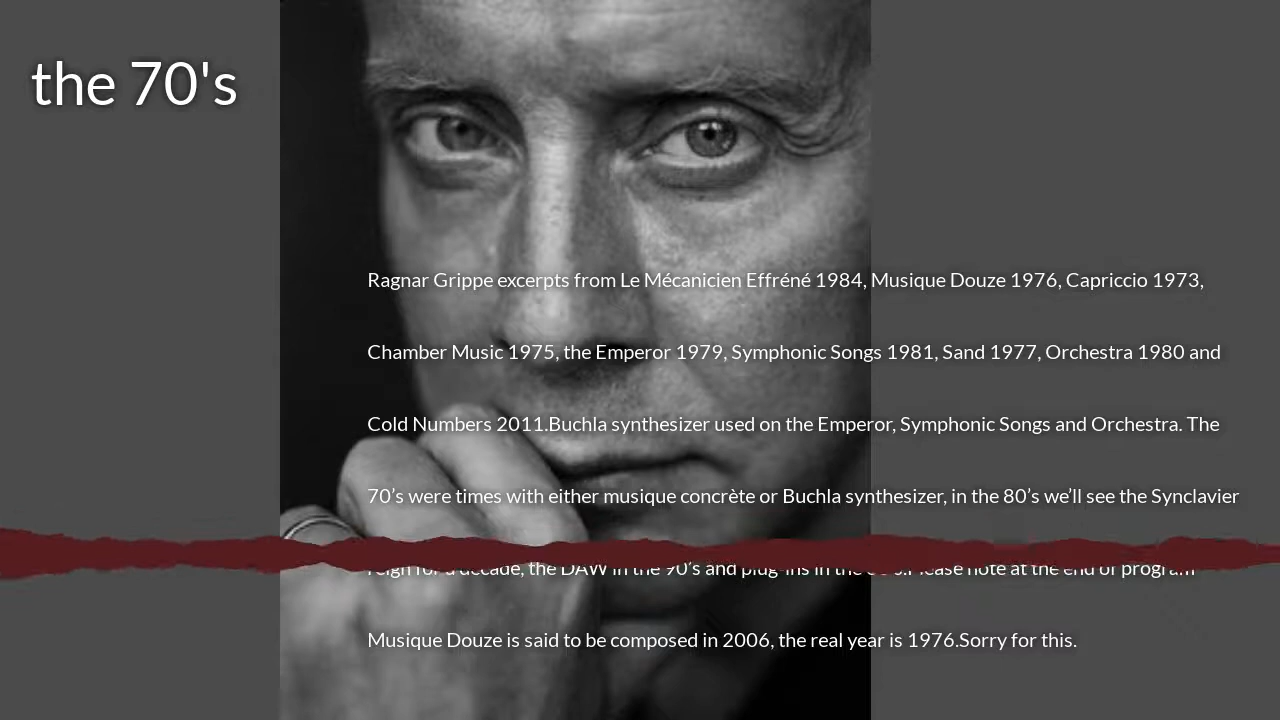 the 70's
Ragnar Grippe excerpts from Le Mécanicien Effréné 1984, Musique Douze 1976, Capriccio 1973,
Chamber Music 1975, the Emperor 1979, Symphonic Songs 1981, Sand 1977, Orchestra 1980 and
Cold Numbers 2011.Buchla synthesizer used on the Emperor, Symphonic Songs and Orchestra. The
70’s were times with either musique concrète or Buchla synthesizer, in the 80’s we’ll see the Synclavier
reign for a decade, the DAW in the 90’s and plug-ins in the Please note at the end of program
Musique Douze is said to be composed in 2006, the real year is 1976.Sorry for this.